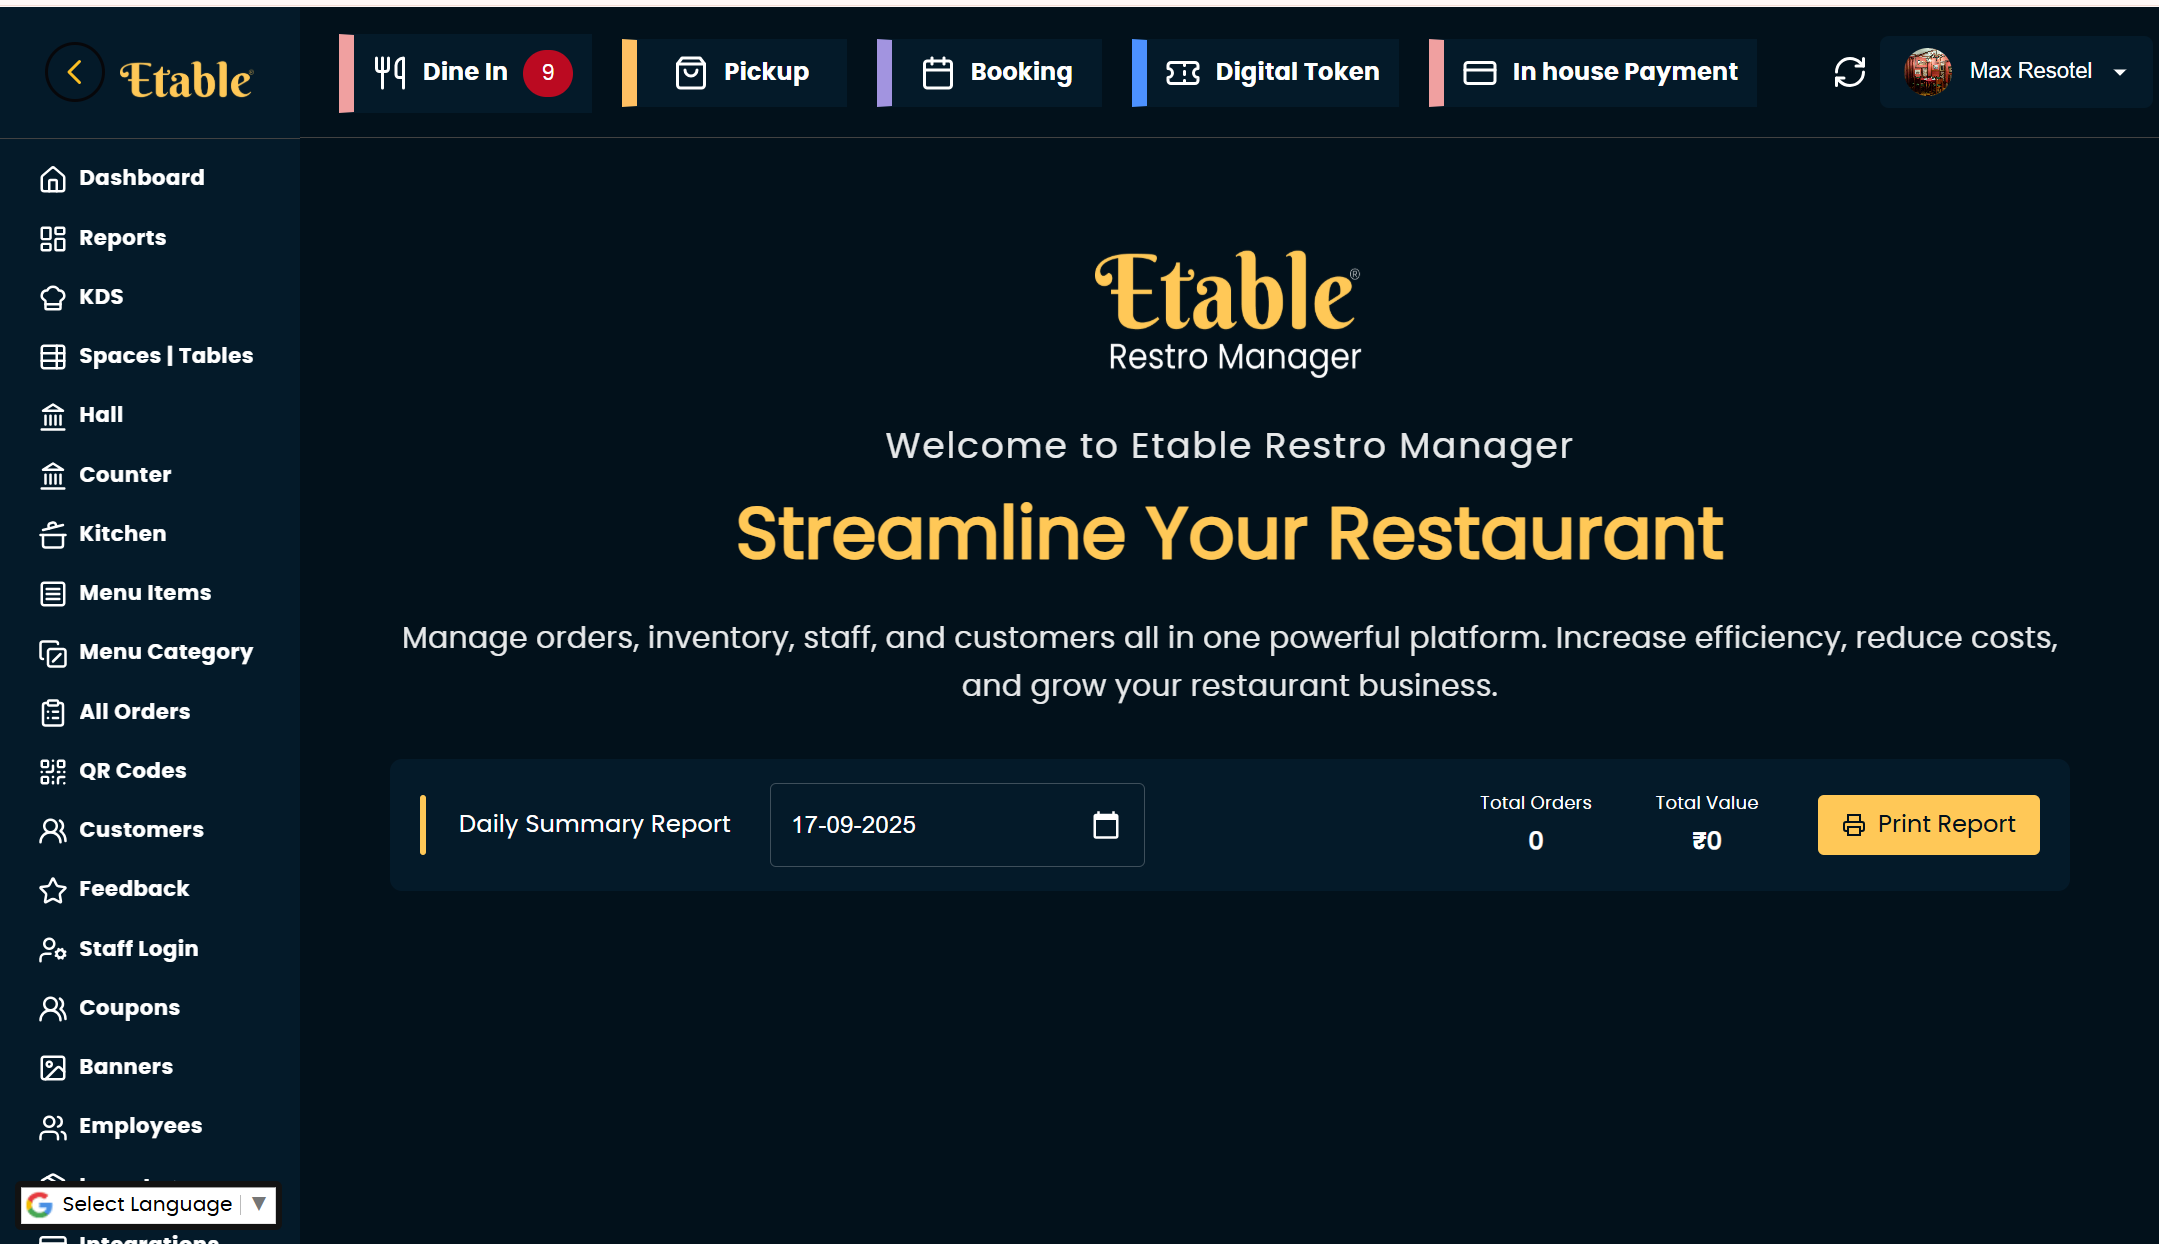 Etable
Dine In 9
Pickup
Booking
Digital Token
In house Payment
Max Resotel
Dashboard
Reports
KDS
Spaces | Tables
Hall
Counter
Kitchen
Menu Items
Menu Category
All Orders
QR Codes
Customers
Feedback
Staff Login
Coupons
Banners
Employees
Select Language ▼
Integrations
Etable®
Restro Manager
Welcome to Etable Restro Manager
Streamline Your Restaurant
Manage orders, inventory, staff, and customers all in one powerful platform. Increase efficiency, reduce costs,
and grow your restaurant business.
Daily Summary Report
17-09-2025
Total Orders
0
Total Value
₹0
Print Report